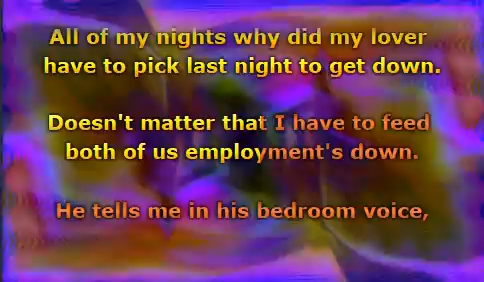 All of my nights why did my lover
have to pick last night to get down.
Doesn't matter that I have to feed
both of us employment's down.
He tells me in his bedroom voice,